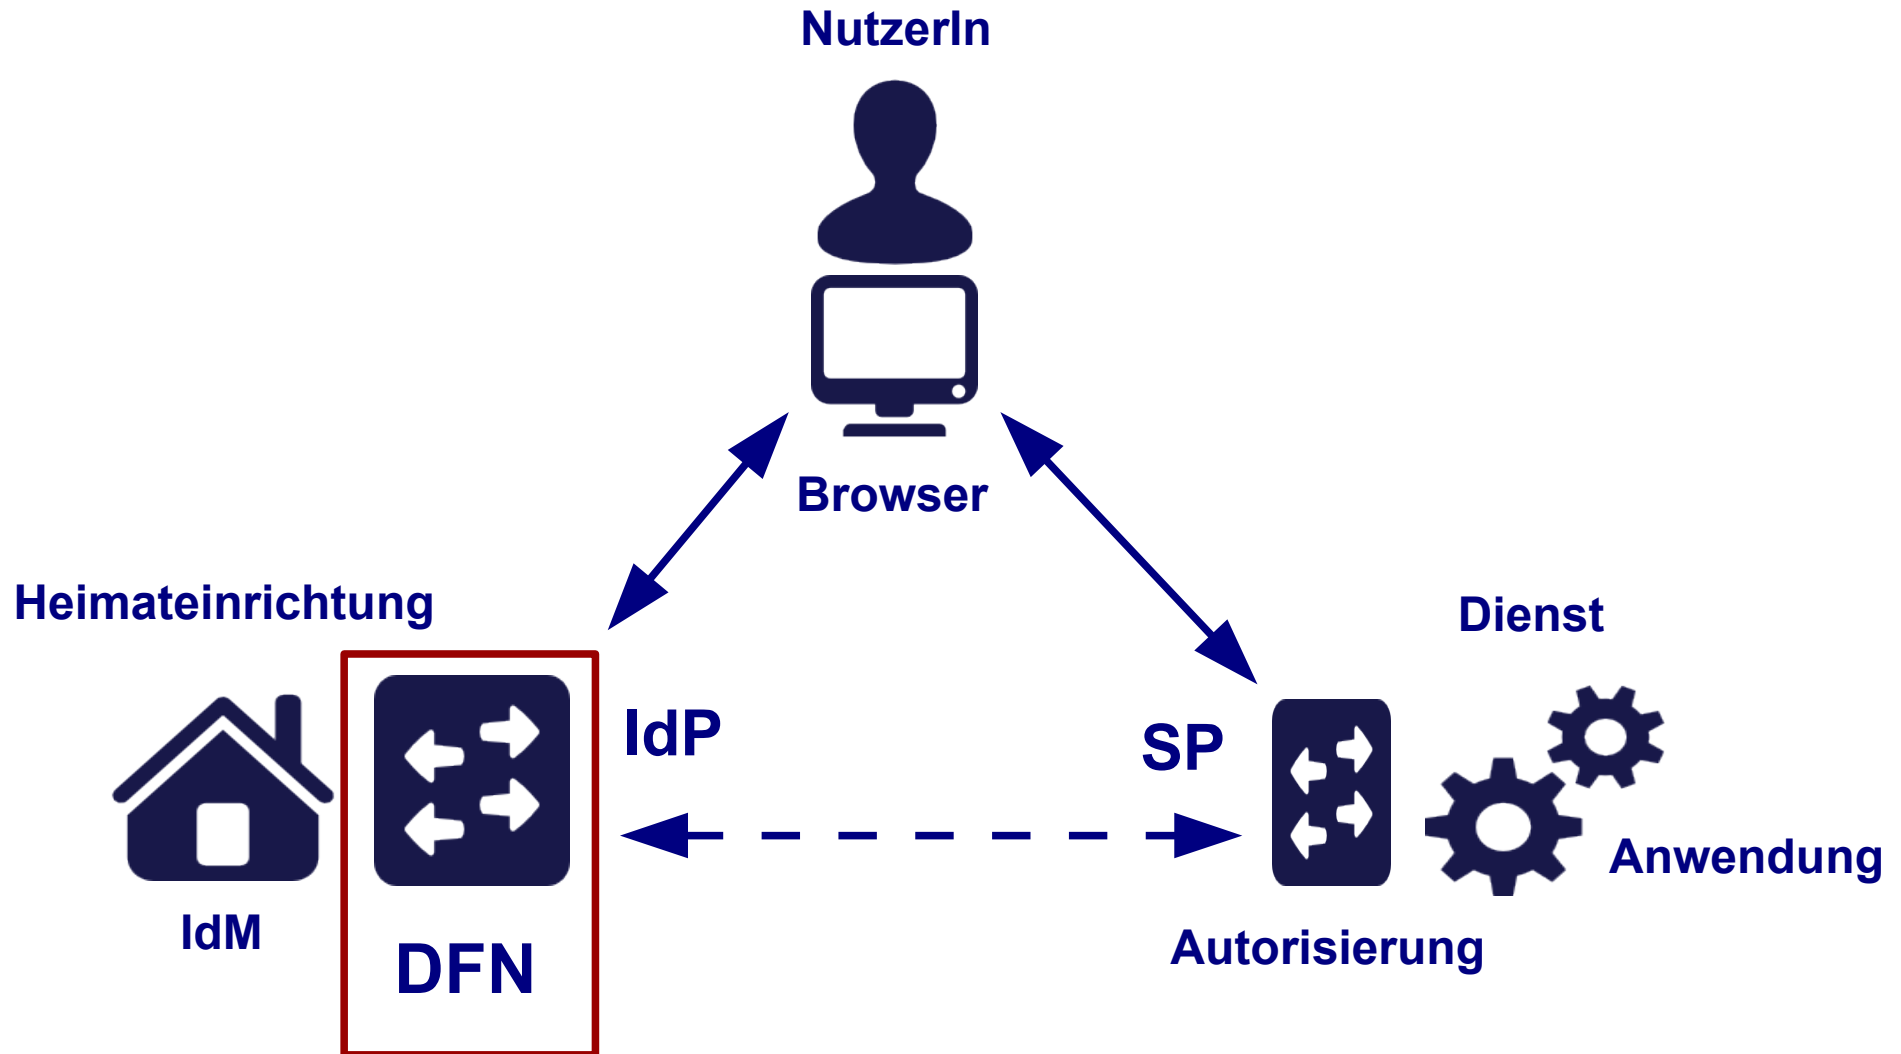 NutzerIn
Browser
Heimateinrichtung
Dienst
IdP
SP
Anwendung
IdM
DFN
Autorisierung